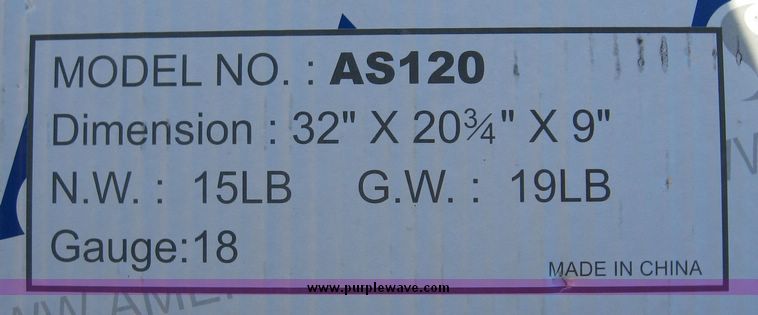 MODEL NO. : AS120
Dimension : 32" X 20¾" X 9"
N.W. : 15LB G.W. : 19LB
Gauge:18
MADE IN CHINA
www.purplewave.com